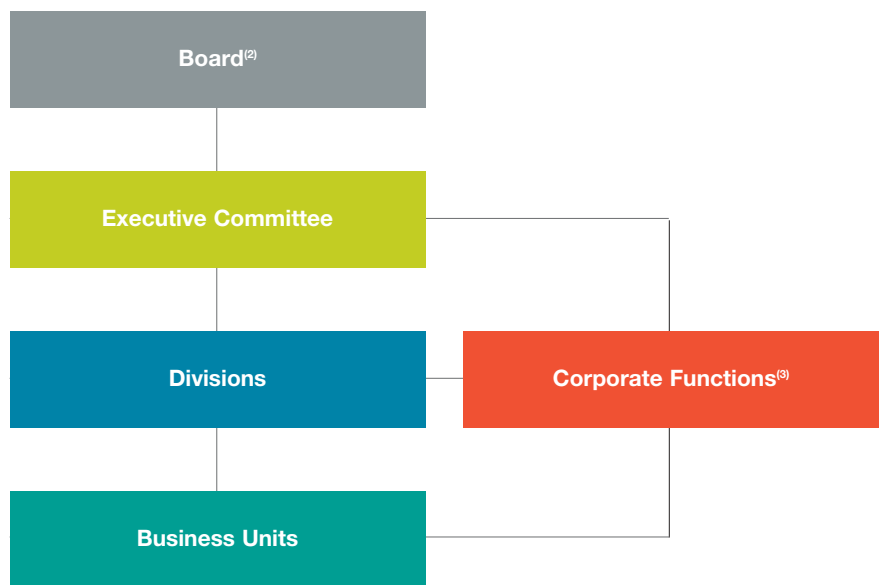 Board(2)
Executive Committee
Divisions
Corporate Functions(3)
Business Units